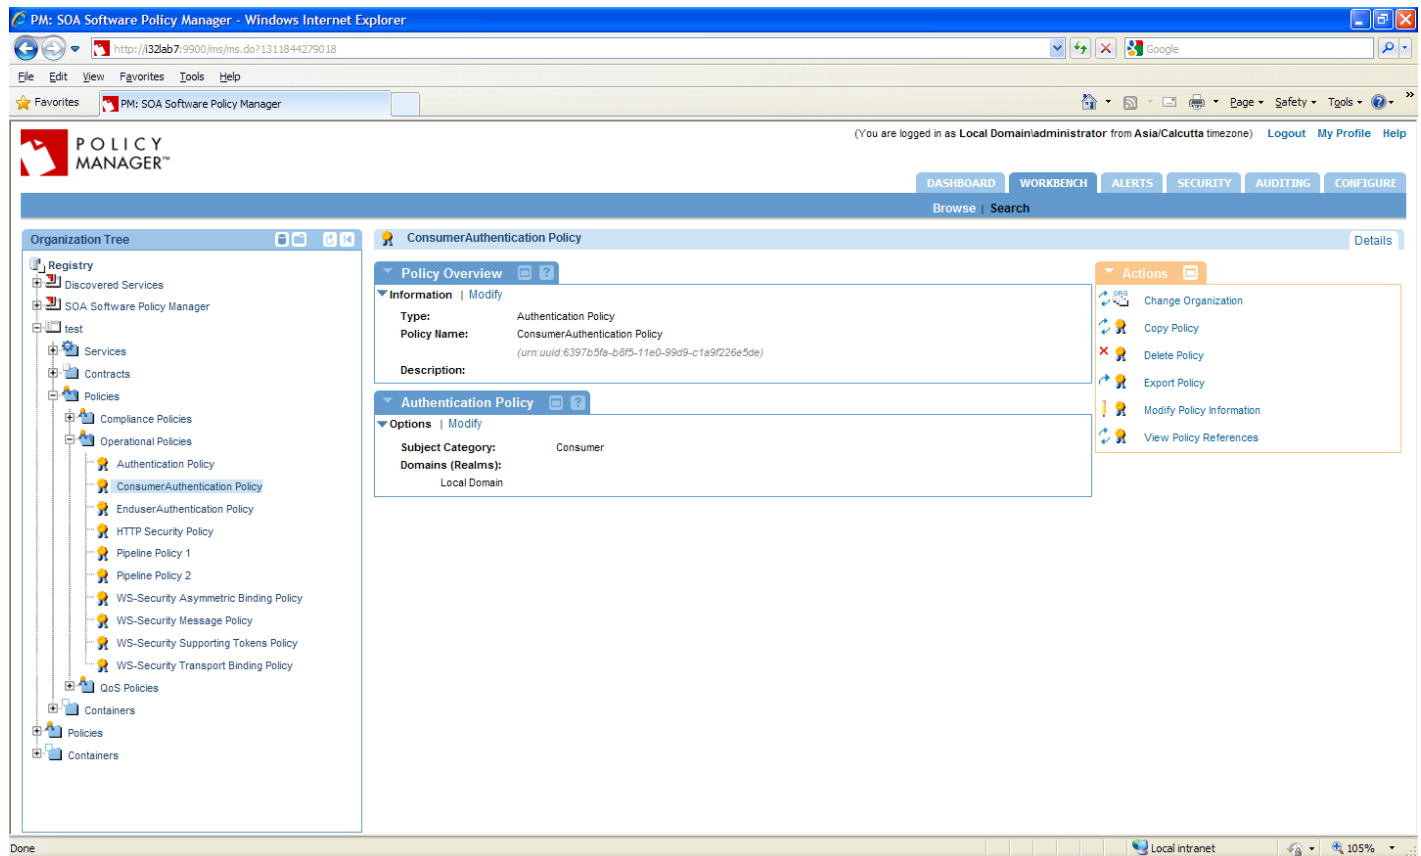 PM: SOA Software Policy Manager - Windows Internet Explorer
http://i32lab7:9900/ms/ms.do?1311844279018
Google
File Edit View Favorites Tools Help
Favorites
PM: SOA Software Policy Manager
Page Safety Tools
POLICY
MANAGER™
(You are logged in as Local Domain\administrator from Asia/Calcutta timezone) Logout My Profile Help
DASHBOARD WORKBENCH ALERTS SECURITY AUDITING CONFIGURE
Browse | Search
Organization Tree
Registry
Discovered Services
SOA Software Policy Manager
test
Services
Contracts
Policies
Compliance Policies
Operational Policies
Authentication Policy
ConsumerAuthentication Policy
EnduserAuthentication Policy
HTTP Security Policy
Pipeline Policy 1
Pipeline Policy 2
WS-Security Asymmetric Binding Policy
WS-Security Message Policy
WS-Security Supporting Tokens Policy
WS-Security Transport Binding Policy
QoS Policies
Containers
Policies
Containers
ConsumerAuthentication Policy
Details
Policy Overview
Information | Modify
Type: Authentication Policy
Policy Name: ConsumerAuthentication Policy
(urn:uuid:6397b5fa-b8f5-11e0-99d9-c1a9f226e5de)
Description:
Authentication Policy
Options | Modify
Subject Category: Consumer
Domains (Realms):
Local Domain
Actions
ORG
Change Organization
Copy Policy
Delete Policy
Export Policy
Modify Policy Information
View Policy References
Done
Local intranet
105%